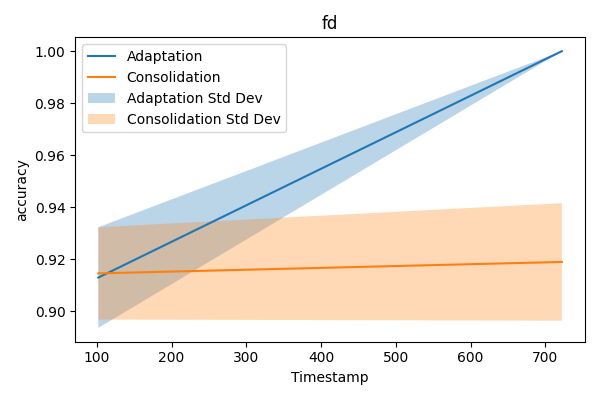 fd
Adaptation
Consolidation
Adaptation Std Dev
Consolidation Std Dev
accuracy
1.00
0.98
0.96
0.94
0.92
0.90
100 200 300 400 500 600 700
Timestamp